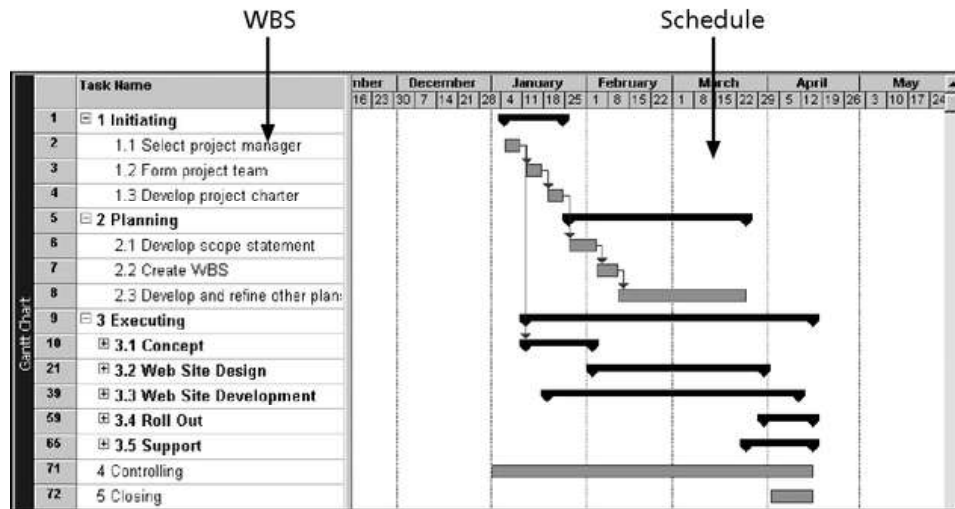 WBS Schedule
Task Name nber December January February March April May
16 23 30 7 14 21 28 4 11 18 25 1 8 15 22 1 8 15 22 29 5 12 19 26 3 10 17 24
1 1 Initiating
2 1.1 Select project manager
3 1.2 Form project team
4 1.3 Develop project charter
5 2 Planning
6 2.1 Develop scope statement
7 2.2 Create WBS
8 2.3 Develop and refine other plan
9 3 Executing
10 3.1 Concept
21 3.2 Web Site Design
39 3.3 Web Site Development
59 3.4 Roll Out
65 3.5 Support
71 4 Controlling
72 5 Closing
Gantt Chart